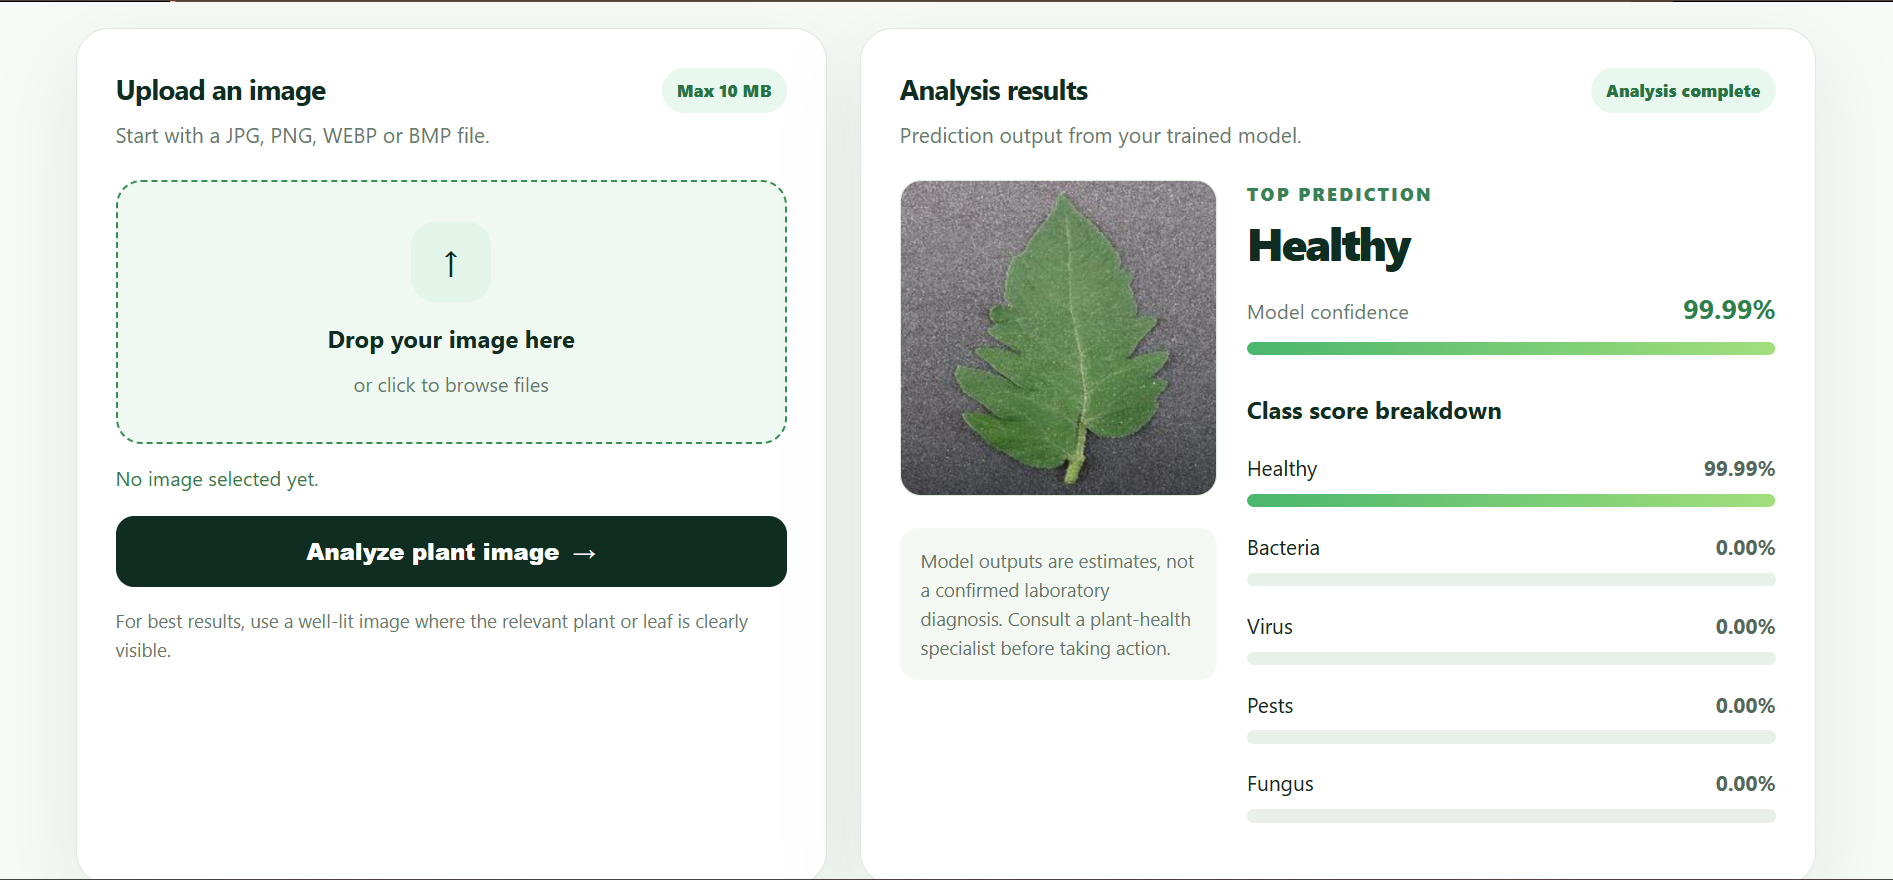 Upload an image
Max 10 MB
Start with a JPG, PNG, WEBP or BMP file.
↑
Drop your image here
or click to browse files
No image selected yet.
Analyze plant image →
For best results, use a well-lit image where the relevant plant or leaf is clearly
visible.
Analysis results
Analysis complete
Prediction output from your trained model.
Model outputs are estimates, not
a confirmed laboratory
diagnosis. Consult a plant-health
specialist before taking action.
TOP PREDICTION
Healthy
Model confidence 99.99%
Class score breakdown
Healthy 99.99%
Bacteria 0.00%
Virus 0.00%
Pests 0.00%
Fungus 0.00%